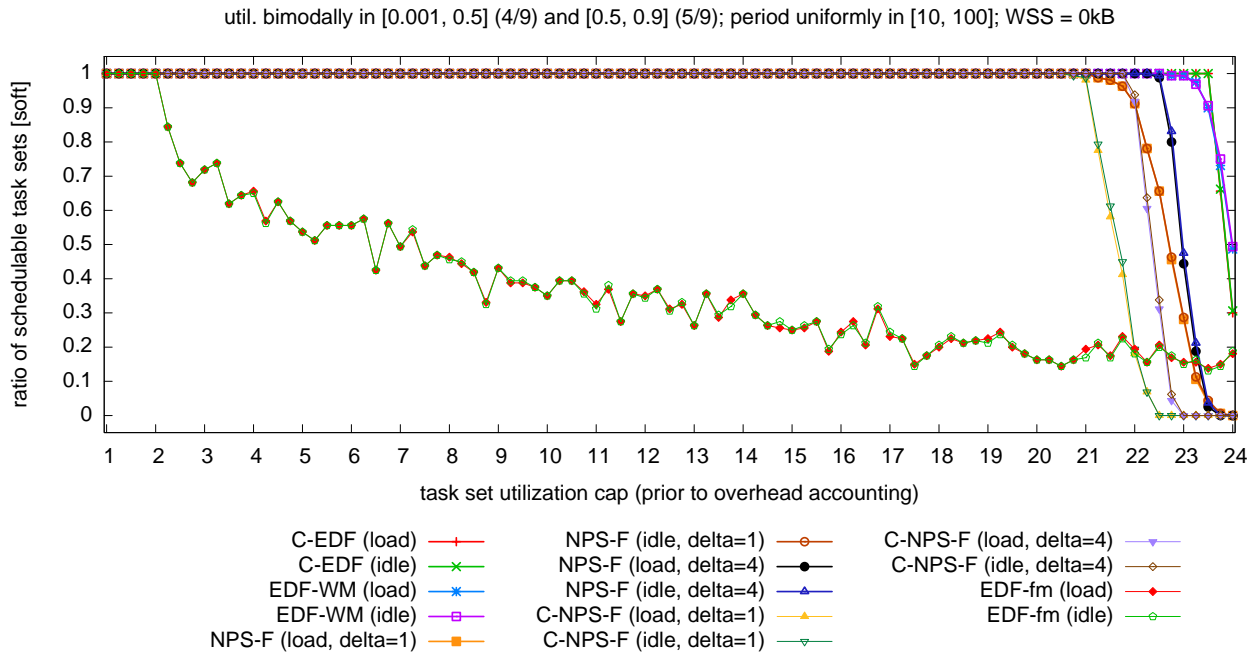 util. bimodally in [0.001, 0.5] (4/9) and [0.5, 0.9] (5/9); period uniformly in [10, 100]; WSS = 0kB
ratio of schedulable task sets [soft]
1
0.9
0.8
0.7
0.6
0.5
0.4
0.3
0.2
0.1
0
1 2 3 4 5 6 7 8 9 10 11 12 13 14 15 16 17 18 19 20 21 22 23 24
task set utilization cap (prior to overhead accounting)
C-EDF (load)
C-EDF (idle)
EDF-WM (load)
EDF-WM (idle)
NPS-F (load, delta=1)
NPS-F (idle, delta=1)
NPS-F (load, delta=4)
NPS-F (idle, delta=4)
C-NPS-F (load, delta=1)
C-NPS-F (idle, delta=1)
C-NPS-F (load, delta=4)
C-NPS-F (idle, delta=4)
EDF-fm (load)
EDF-fm (idle)